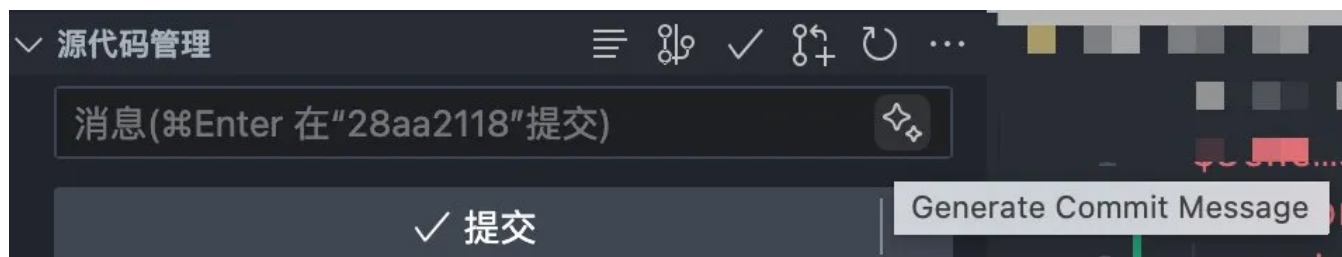 源代码管理
消息(⌘Enter 在“28aa2118”提交)
✓ 提交
Generate Commit Message